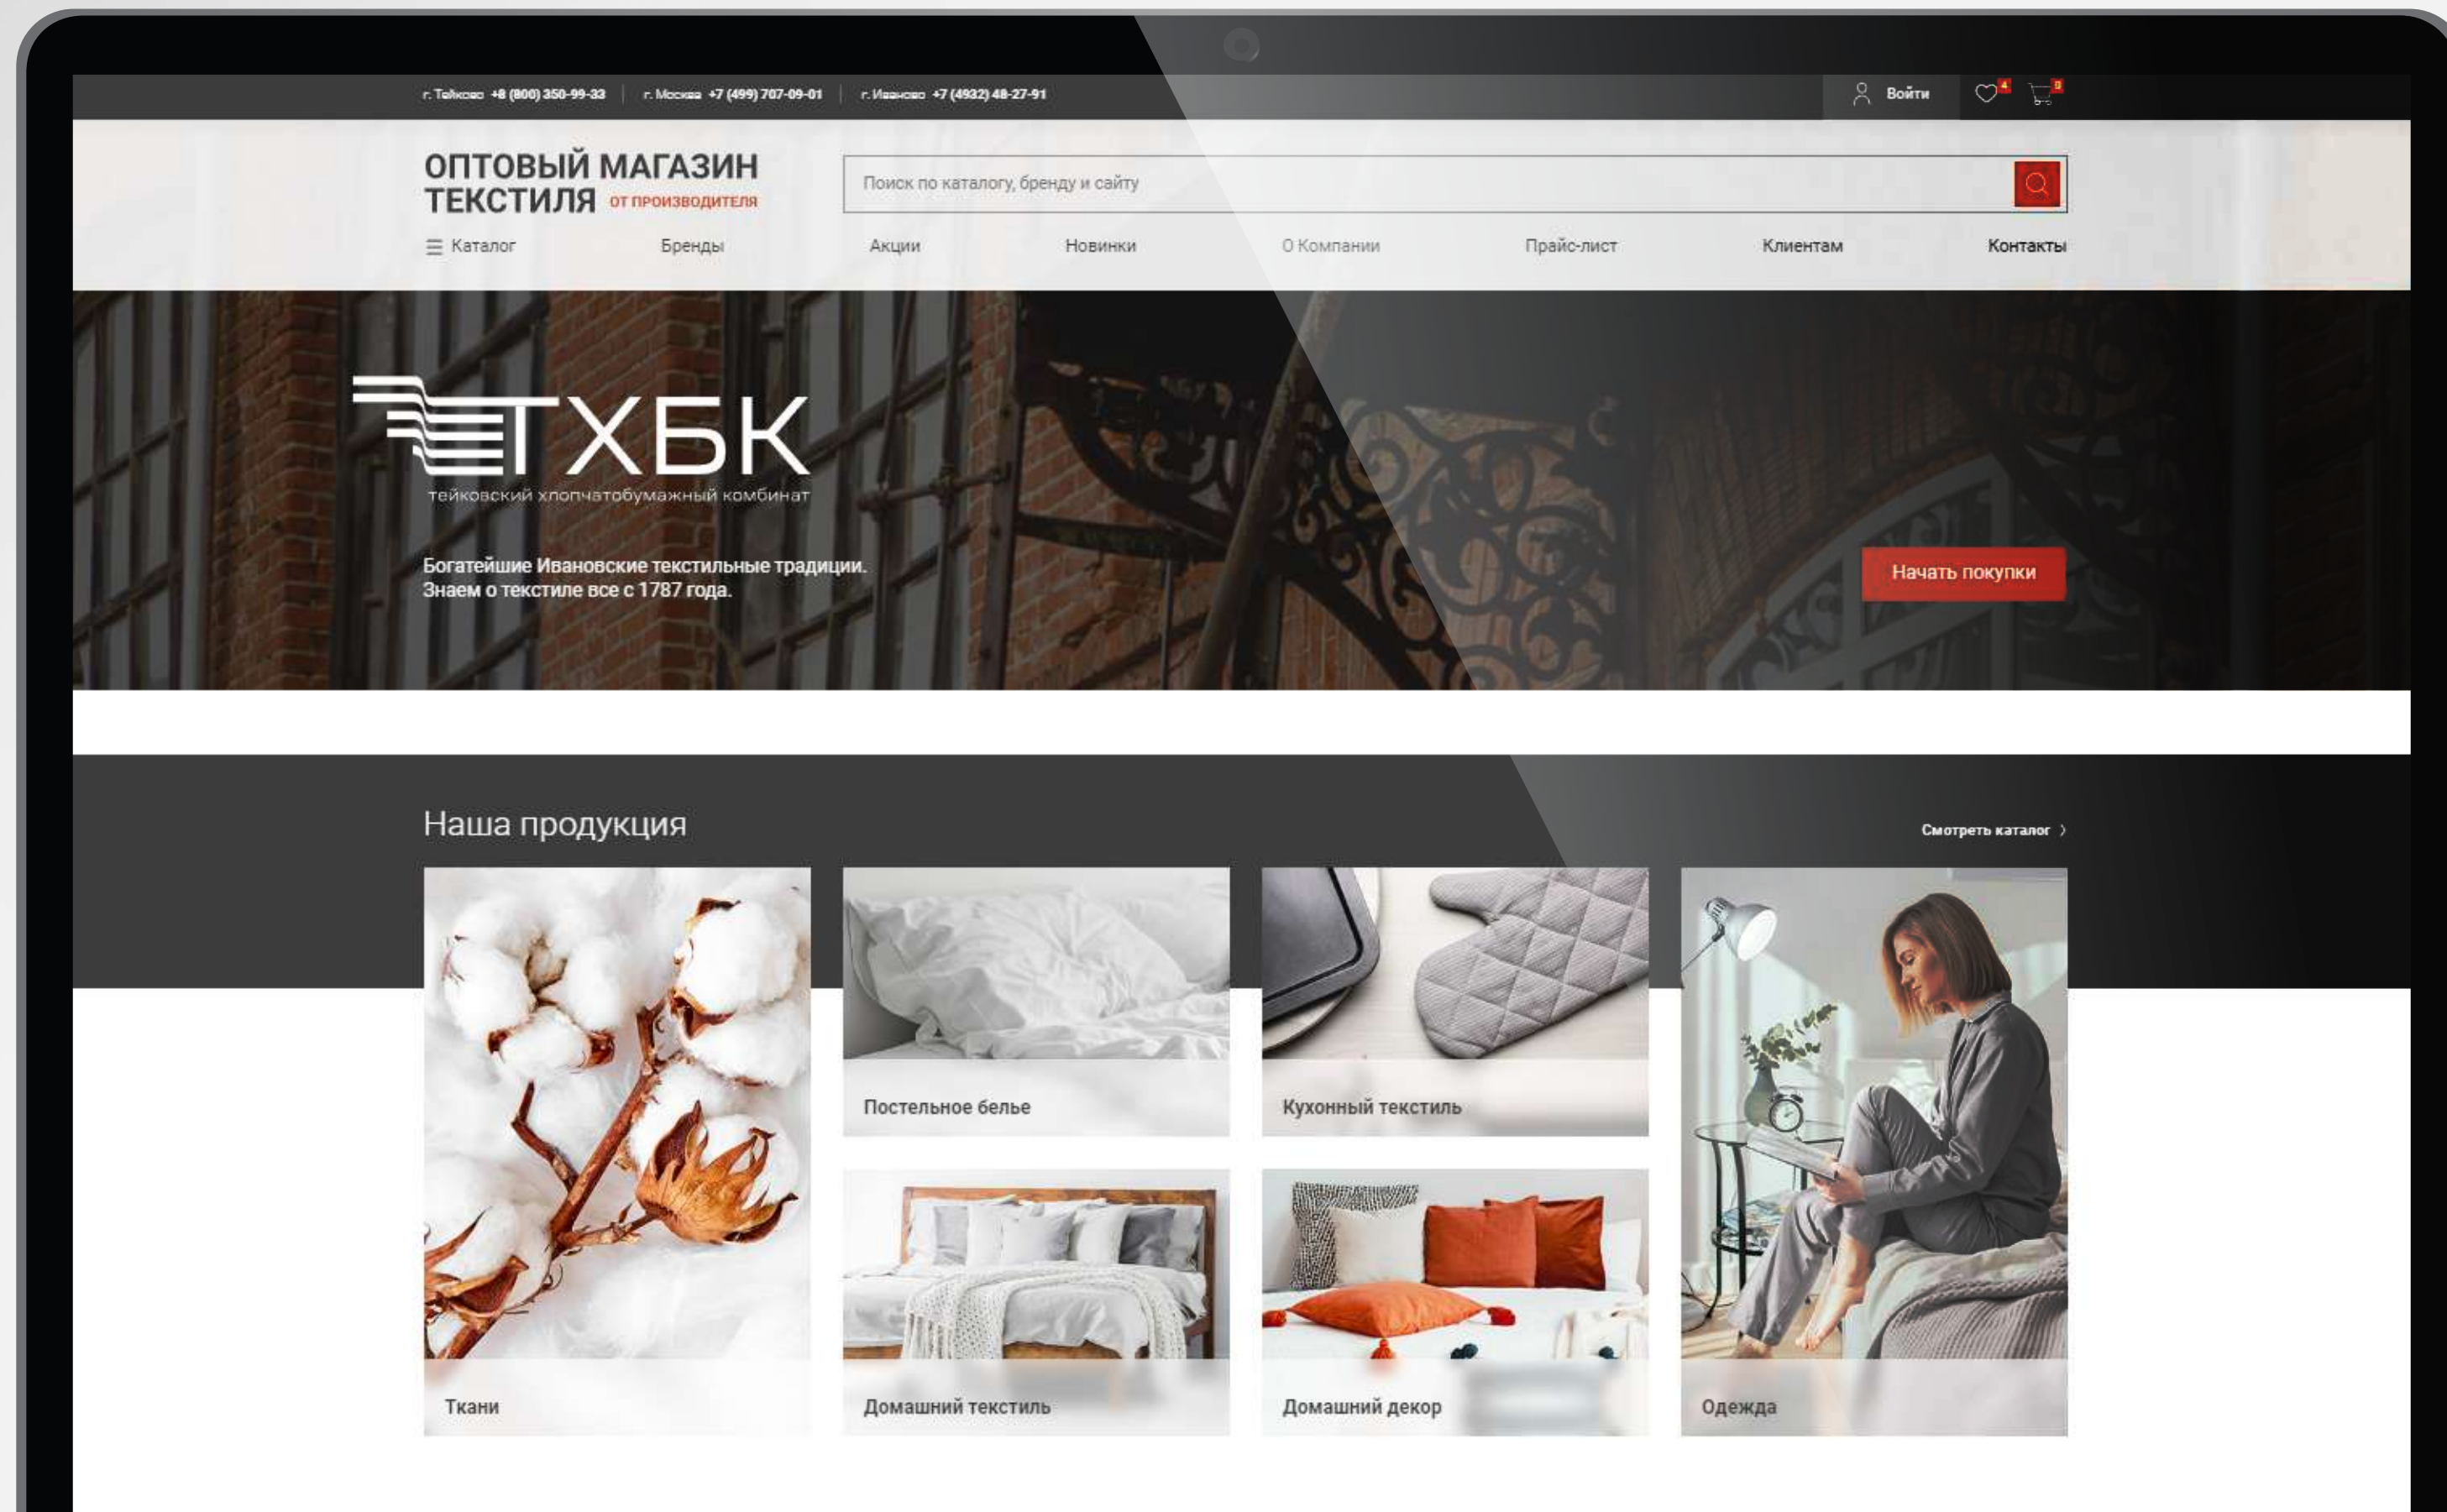 г. Тейково +8 (800) 350-99-33 г. Москва +7 (499) 707-09-01 г. Иваново +7 (4932) 48-27-91 Войти 4 0
ОПТОВЫЙ МАГАЗИН
ТЕКСТИЛЯ ОТ ПРОИЗВОДИТЕЛЯ
Поиск по каталогу, бренду и сайту
Каталог Бренды Акции Новинки О Компании Прайс-лист Клиентам Контакты
ТХБК
тейковский хлопчатобумажный комбинат
Богатейшие Ивановские текстильные традиции.
Знаем о текстиле все с 1787 года.
Начать покупки
Наша продукция
Смотреть каталог
Постельное белье
Кухонный текстиль
Ткани
Домашний текстиль
Домашний декор
Одежда